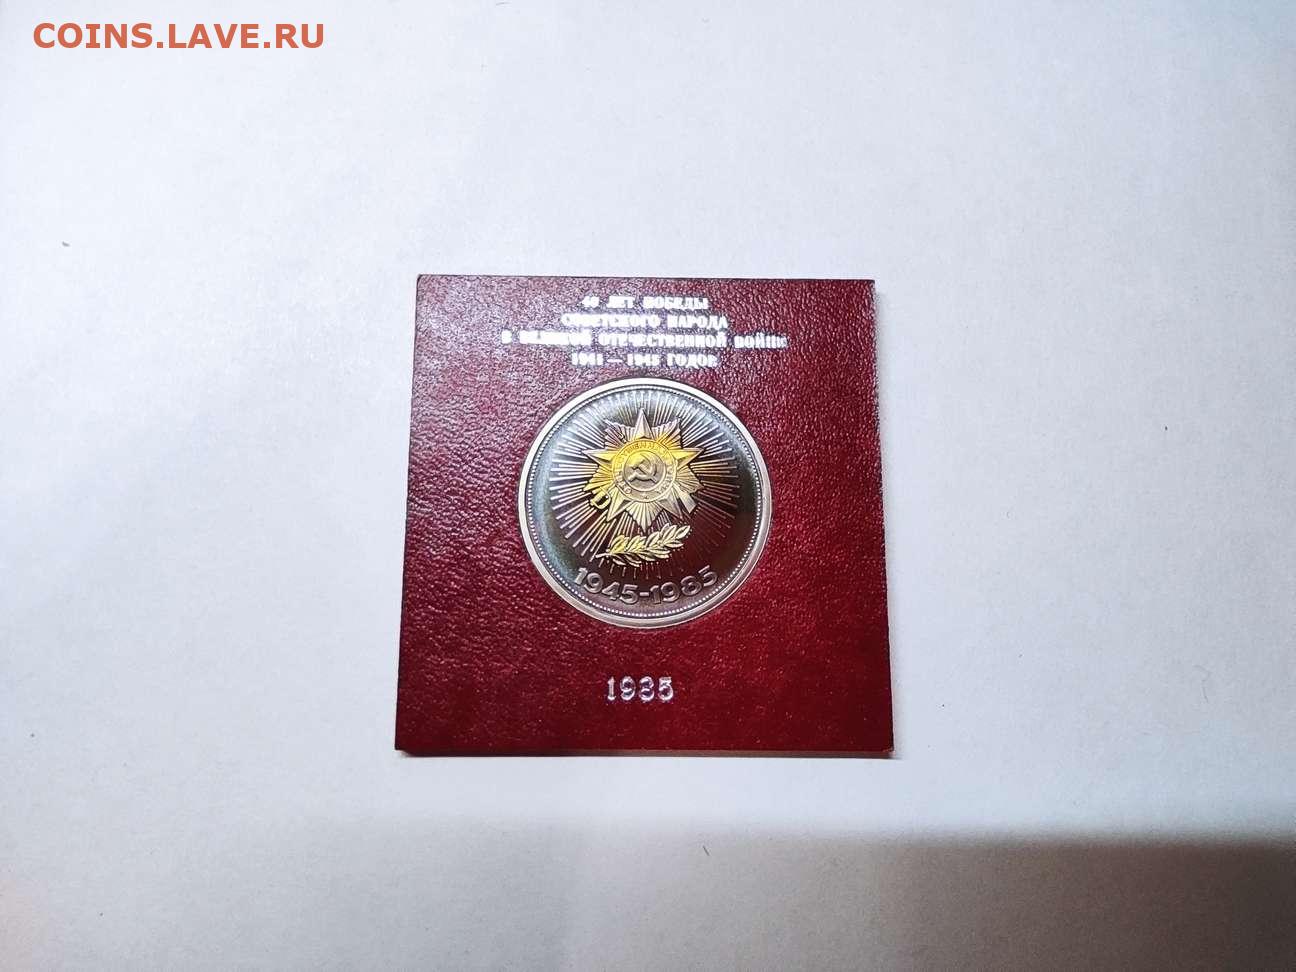 COINS.LAVE.RU
40 ЛЕТ ПОБЕДЫ
СОВЕТСКОГО НАРОДА
В ВЕЛИКОЙ ОТЕЧЕСТВЕННОЙ ВОЙНЕ
1941 — 1945 ГОДОВ
1945-1985
1985